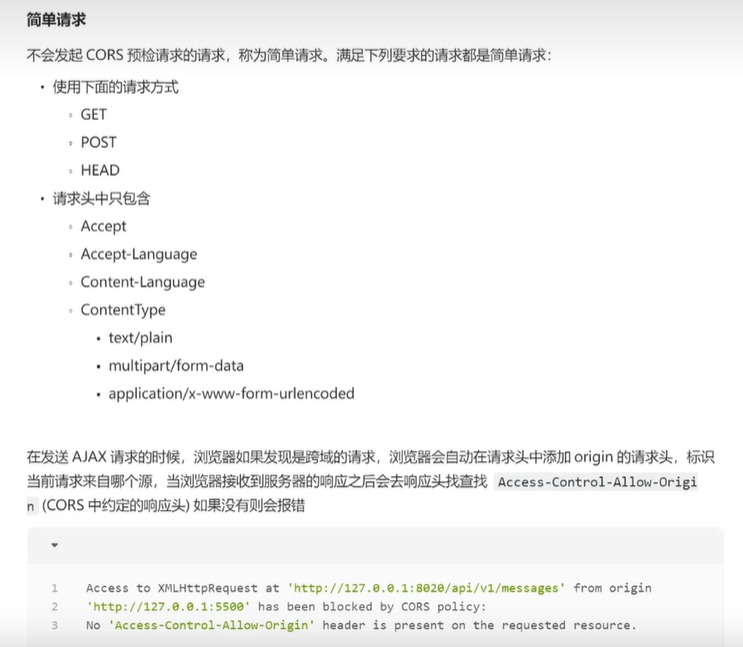 简单请求
不会发起 CORS 预检请求的请求，称为简单请求。满足下列要求的请求都是简单请求：
• 使用下面的请求方式
◦ GET
◦ POST
◦ HEAD
• 请求头中只包含
◦ Accept
◦ Accept-Language
◦ Content-Language
◦ ContentType
▪ text/plain
▪ multipart/form-data
▪ application/x-www-form-urlencoded
在发送 AJAX 请求的时候，浏览器如果发现是跨域的请求，浏览器会自动在请求头中添加 origin 的请求头，标识
当前请求来自哪个源，当浏览器接收到服务器的响应之后会去响应头找查找 Access-Control-Allow-Origi
n (CORS 中约定的响应头) 如果没有则会报错
1 Access to XMLHttpRequest at 'http://127.0.0.1:8020/api/v1/messages' from origin
2 'http://127.0.0.1:5500' has been blocked by CORS policy:
3 No 'Access-Control-Allow-Origin' header is present on the requested resource.